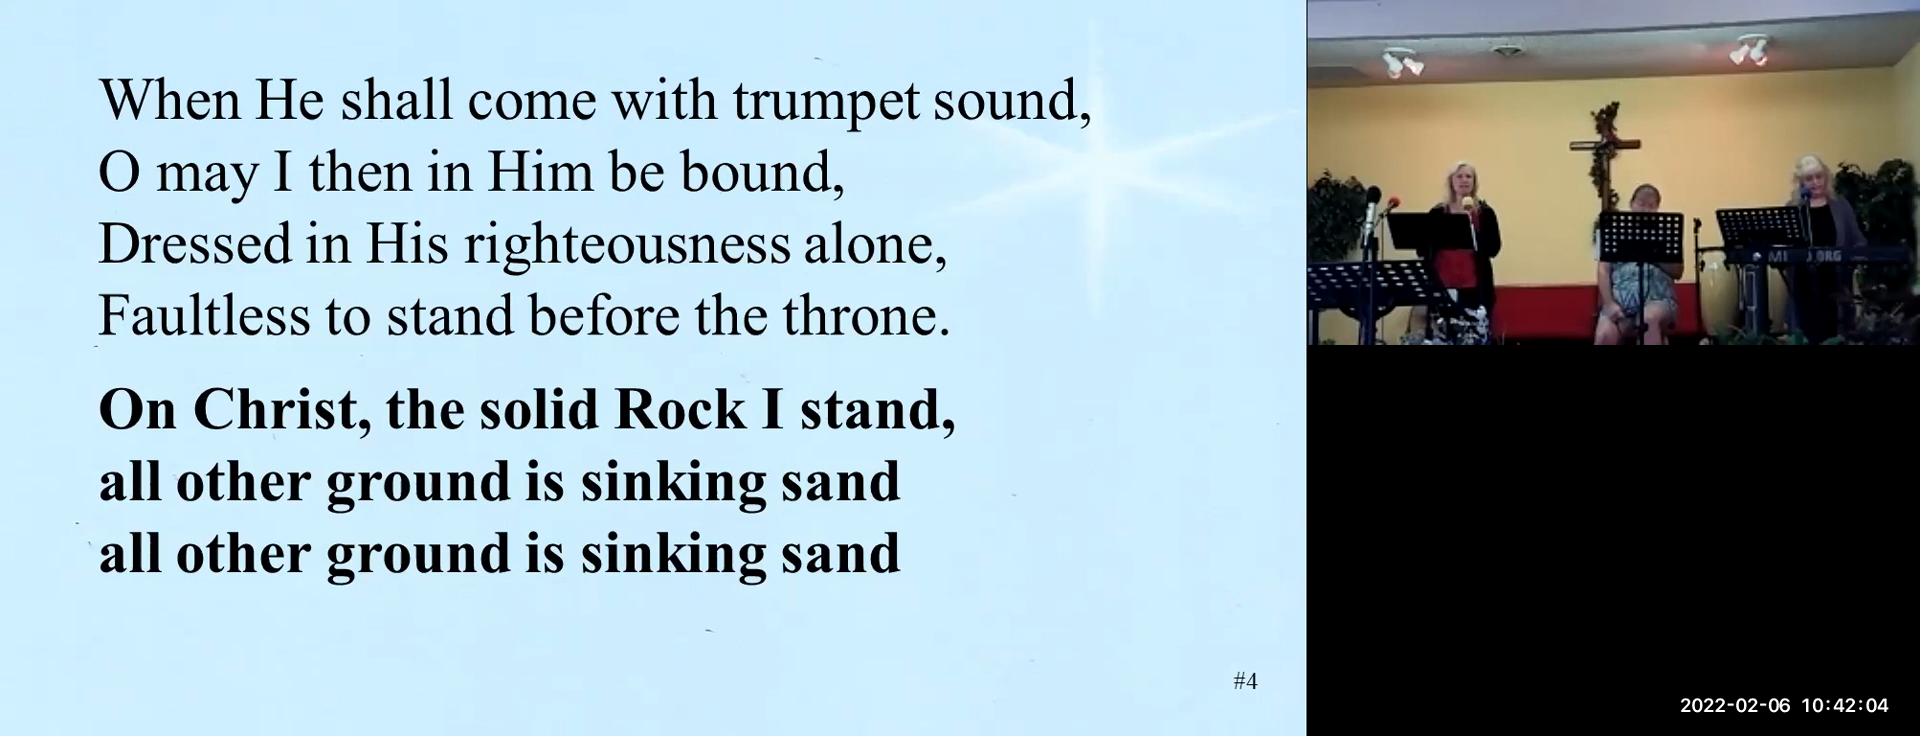 When He shall come with trumpet sound,
O may I then in Him be bound,
Dressed in His righteousness alone,
Faultless to stand before the throne.
On Christ, the solid Rock I stand,
all other ground is sinking sand
all other ground is sinking sand
#4
2022-02-06 10:42:04